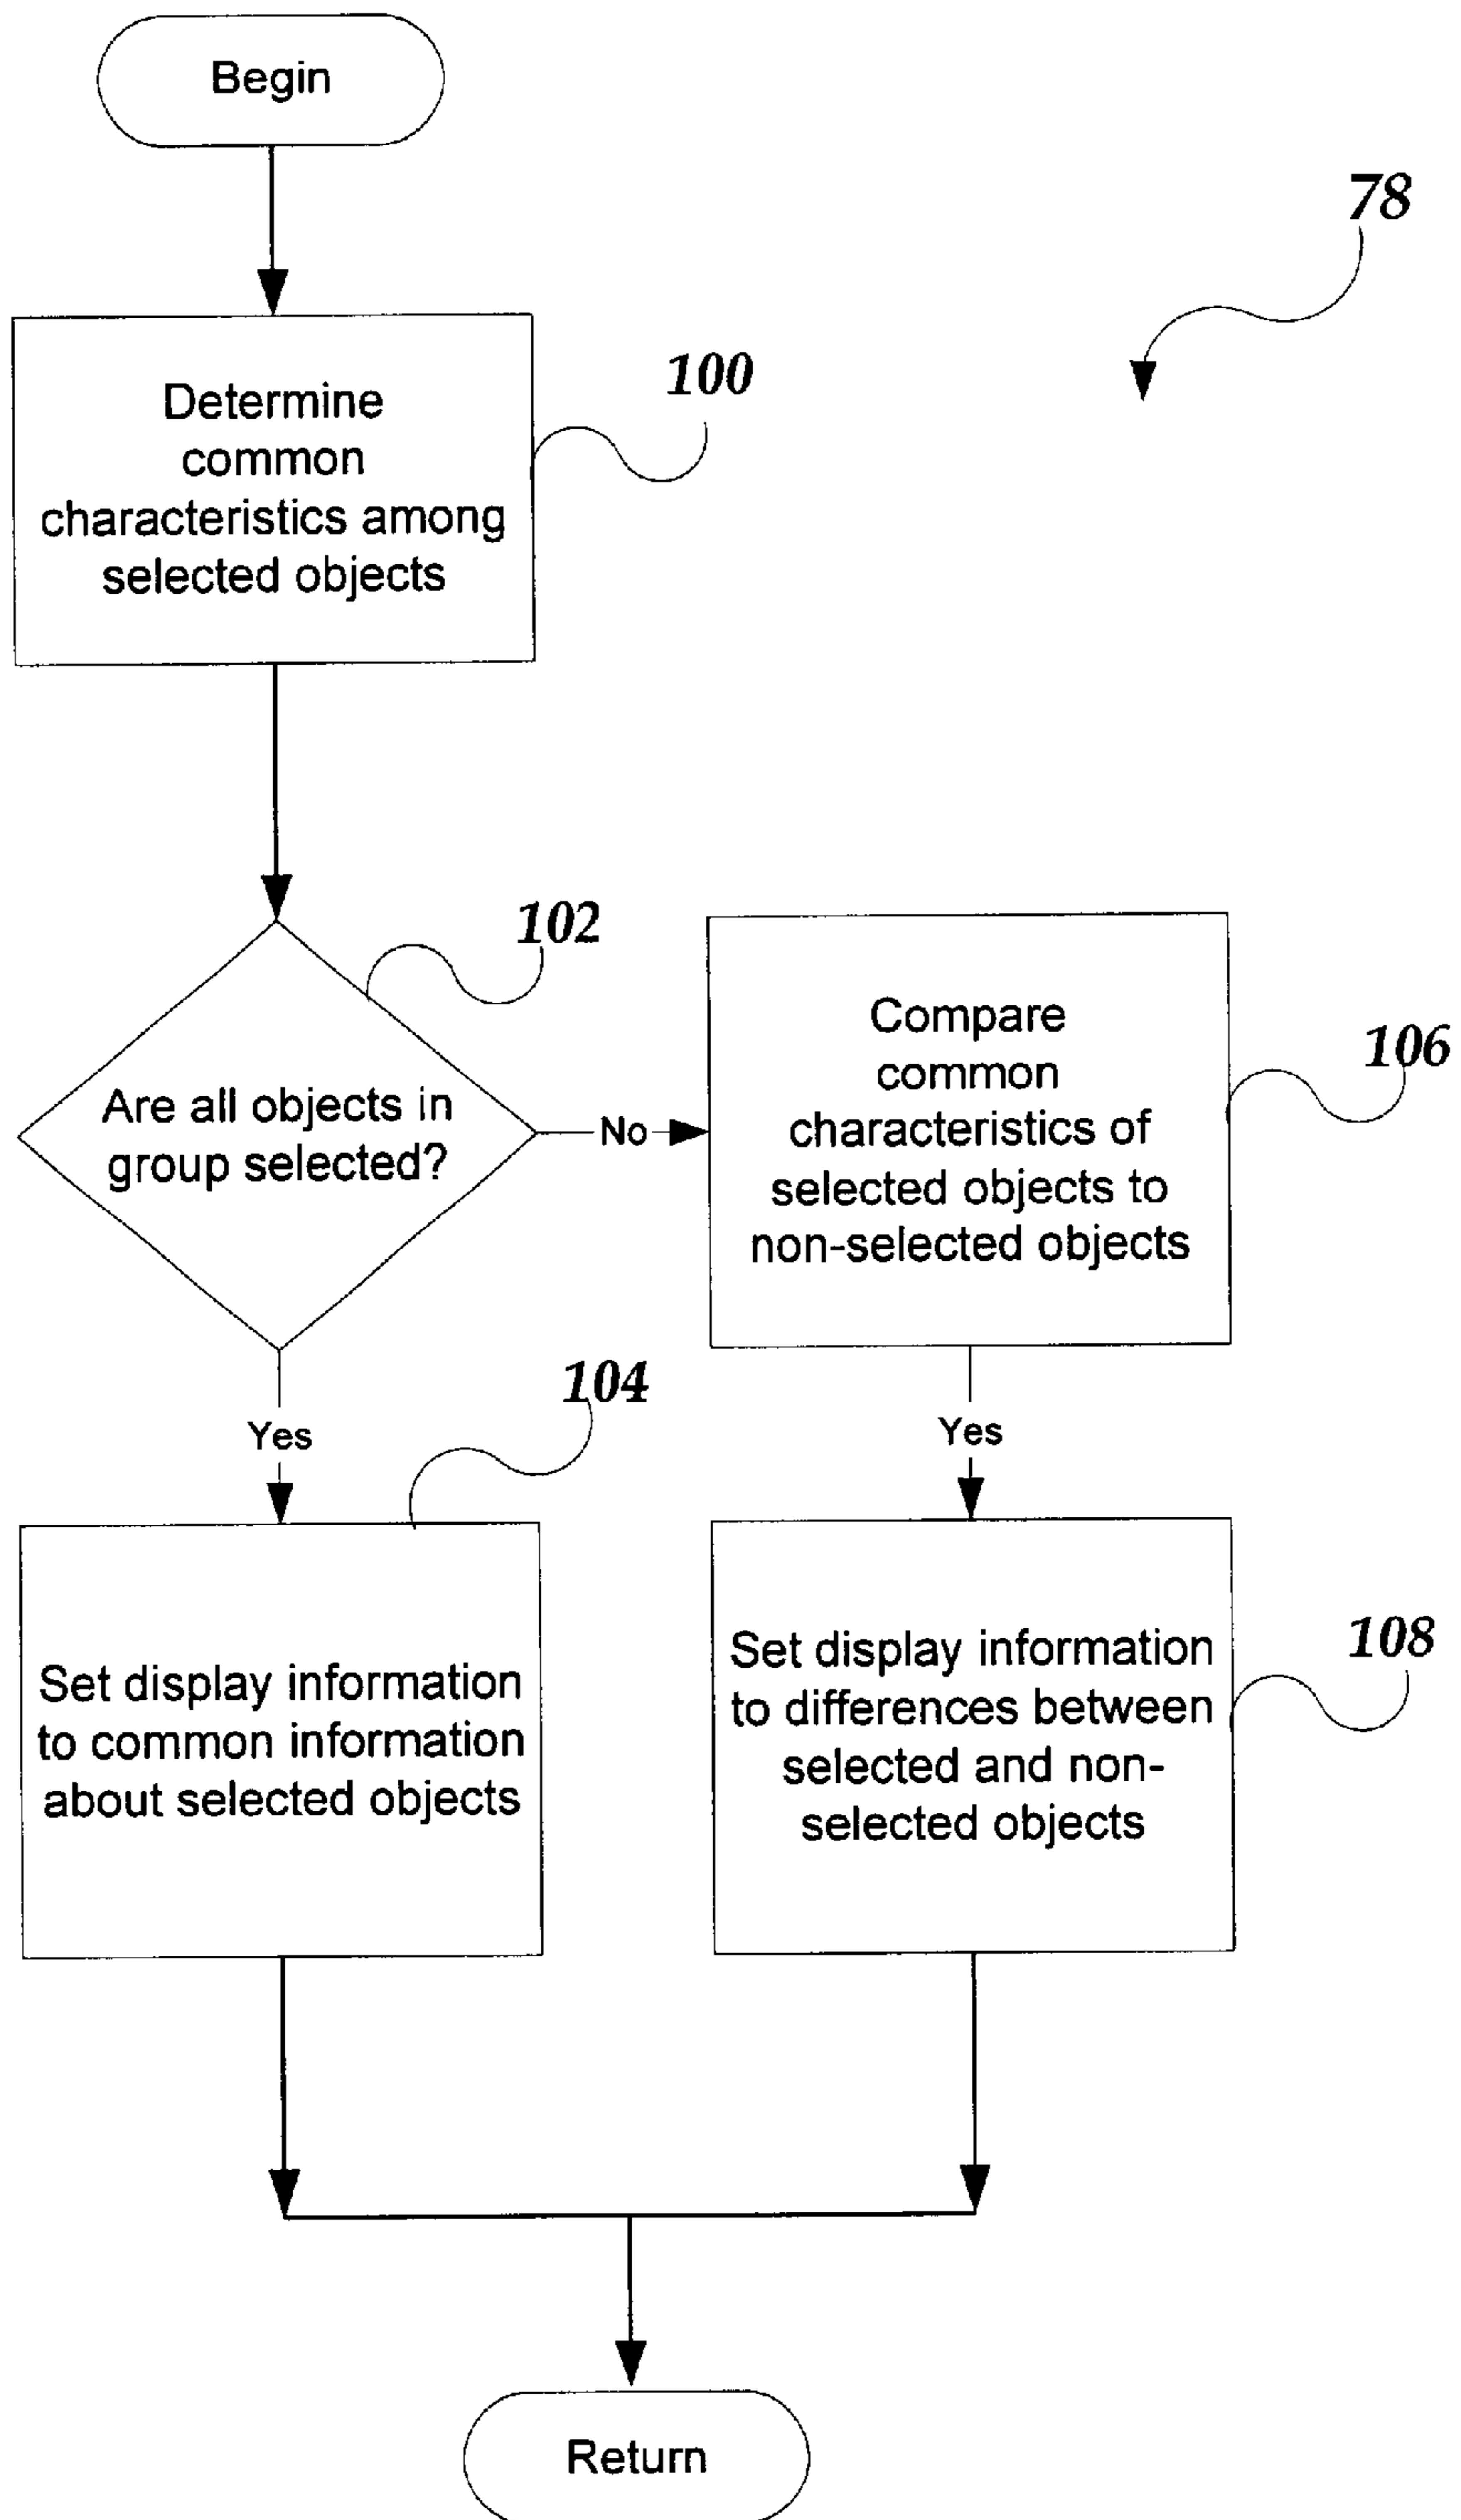 Begin
78
Determine
common
characteristics among
selected objects
100
102
Are all objects in
group selected?
No
Compare
common
characteristics of
selected objects to
non-selected objects
106
Yes
104
Yes
Set display information
to common information
about selected objects
Set display information
to differences between
selected and non-
selected objects
108
Return